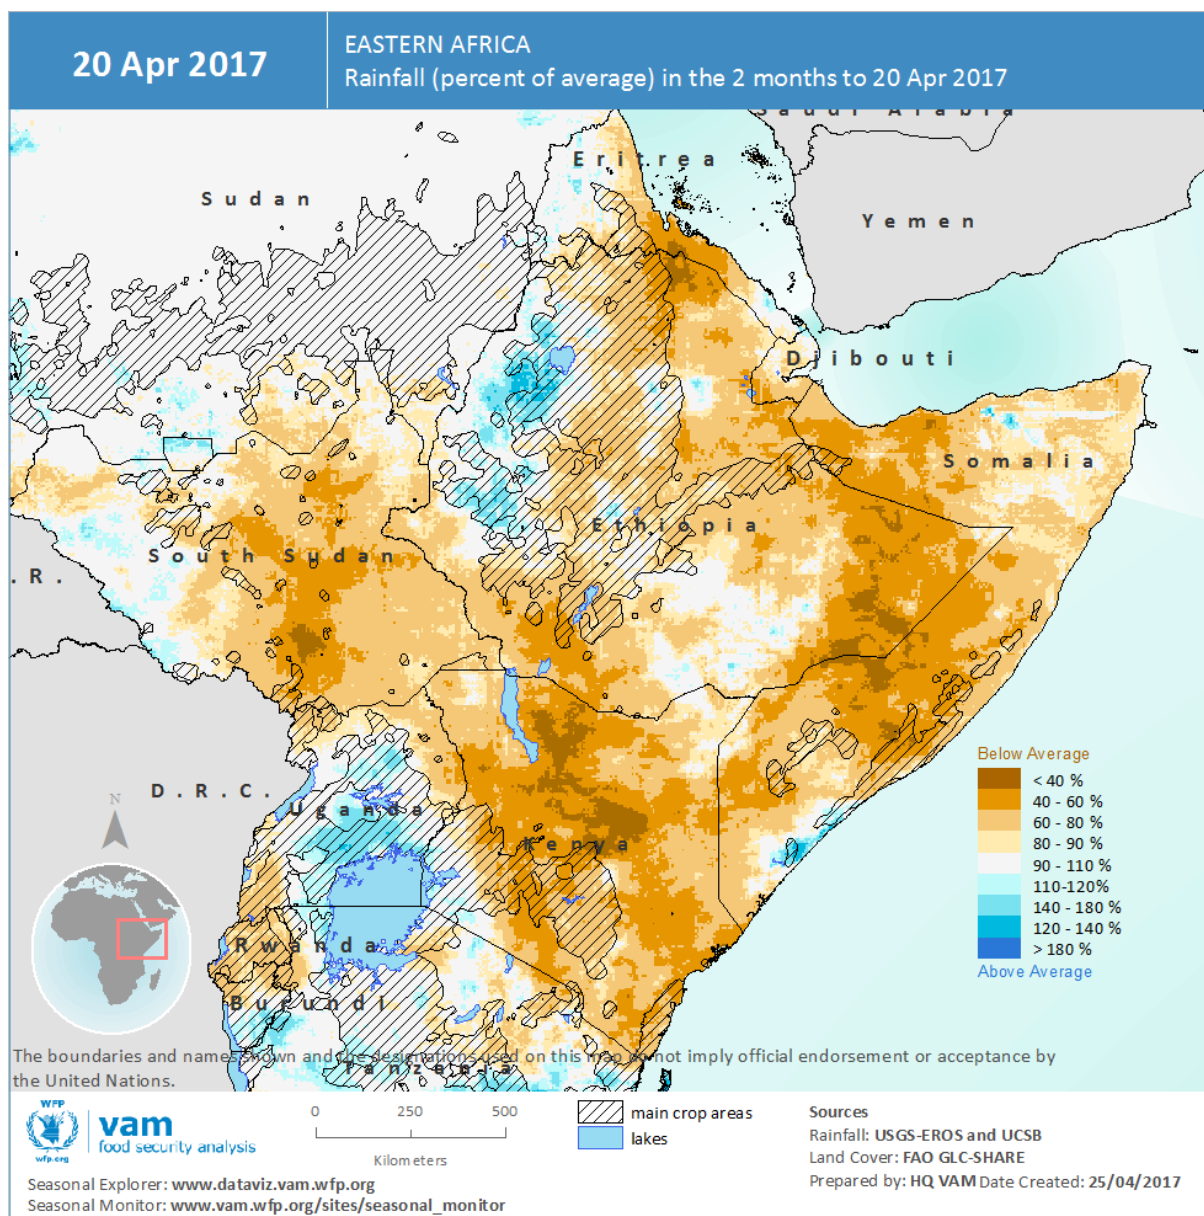 20 Apr 2017
EASTERN AFRICA
Rainfall (percent of average) in the 2 months to 20 Apr 2017
Saudi Arabia
Eritrea
Sudan
Yemen
Djibouti
Somalia
Ethiopia
South Sudan
.R.
D.R.C.
Uganda
Kenya
Rwanda
Burundi
Tanzania
N
Below Average
< 40 %
40 - 60 %
60 - 80 %
80 - 90 %
90 - 110 %
110-120%
140 - 180 %
120 - 140 %
> 180 %
Above Average
The boundaries and names shown and the designations used on this map do not imply official endorsement or acceptance by
the United Nations.
WFP
wfp.org
vam
food security analysis
0 250 500
Kilometers
main crop areas
lakes
Sources
Rainfall: USGS-EROS and UCSB
Land Cover: FAO GLC-SHARE
Prepared by: HQ VAM Date Created: 25/04/2017
Seasonal Explorer: www.dataviz.vam.wfp.org
Seasonal Monitor: www.vam.wfp.org/sites/seasonal_monitor